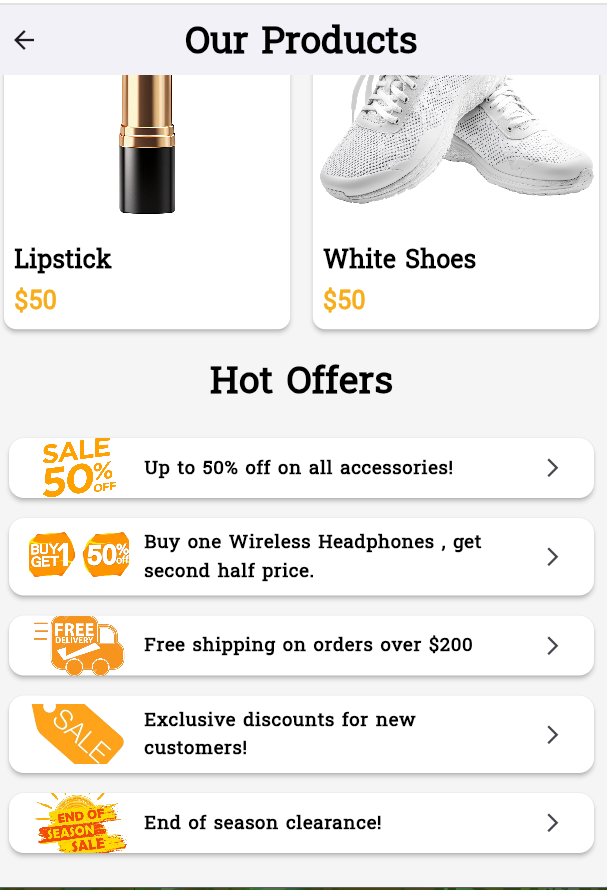 Our Products
Lipstick
$50
White Shoes
$50
Hot Offers
SALE
50%
OFF
Up to 50% off on all accessories!
BUY 1
GET
50%
off
Buy one Wireless Headphones , get
second half price.
FREE
DELIVERY
Free shipping on orders over $200
SALE
Exclusive discounts for new
customers!
END OF
SEASON
SALE
End of season clearance!